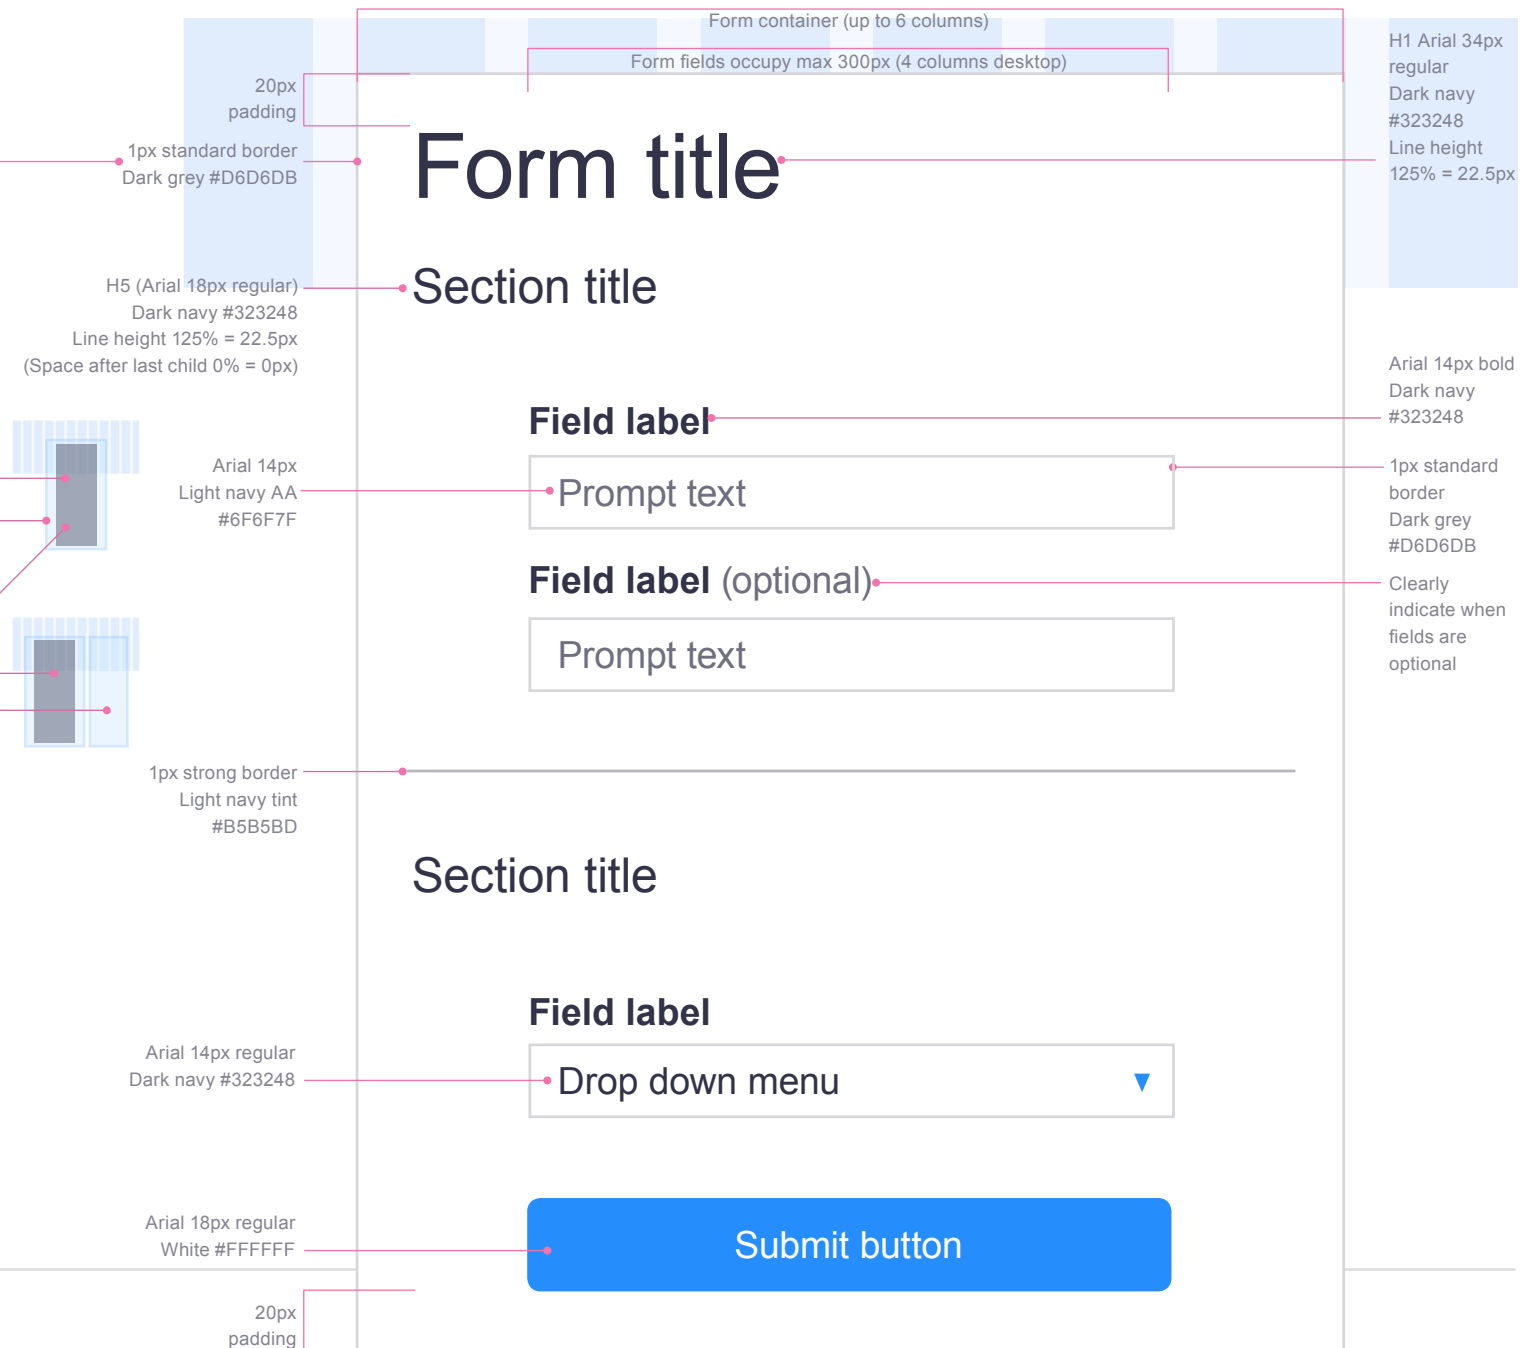 Form container (up to 6 columns)
Form fields occupy max 300px (4 columns desktop)
20px
padding
1px standard border
Dark grey #D6D6DB
Form title
H1 Arial 34px
regular
Dark navy
#323248
Line height
125% = 22.5px
H5 (Arial 18px regular)
Dark navy #323248
Line height 125% = 22.5px
(Space after last child 0% = 0px)
Section title
Field label
Arial 14px bold
Dark navy
#323248
Arial 14px
Light navy AA
#6F6F7F
Prompt text
1px standard
border
Dark grey
#D6D6DB
Field label (optional)
Clearly
indicate when
fields are
optional
Prompt text
1px strong border
Light navy tint
#B5B5BD
Section title
Field label
Arial 14px regular
Dark navy #323248
Drop down menu
Arial 18px regular
White #FFFFFF
Submit button
20px
padding